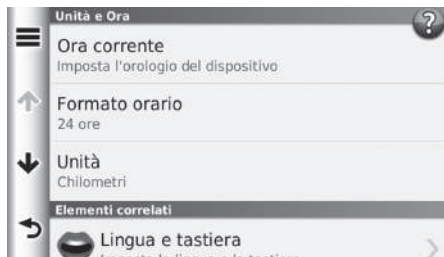 Unità e Ora
?
Ora corrente
Imposta l'orologio del dispositivo
Formato orario
24 ore
Unità
Chilometri
Elementi correlati
Lingua e tastiera